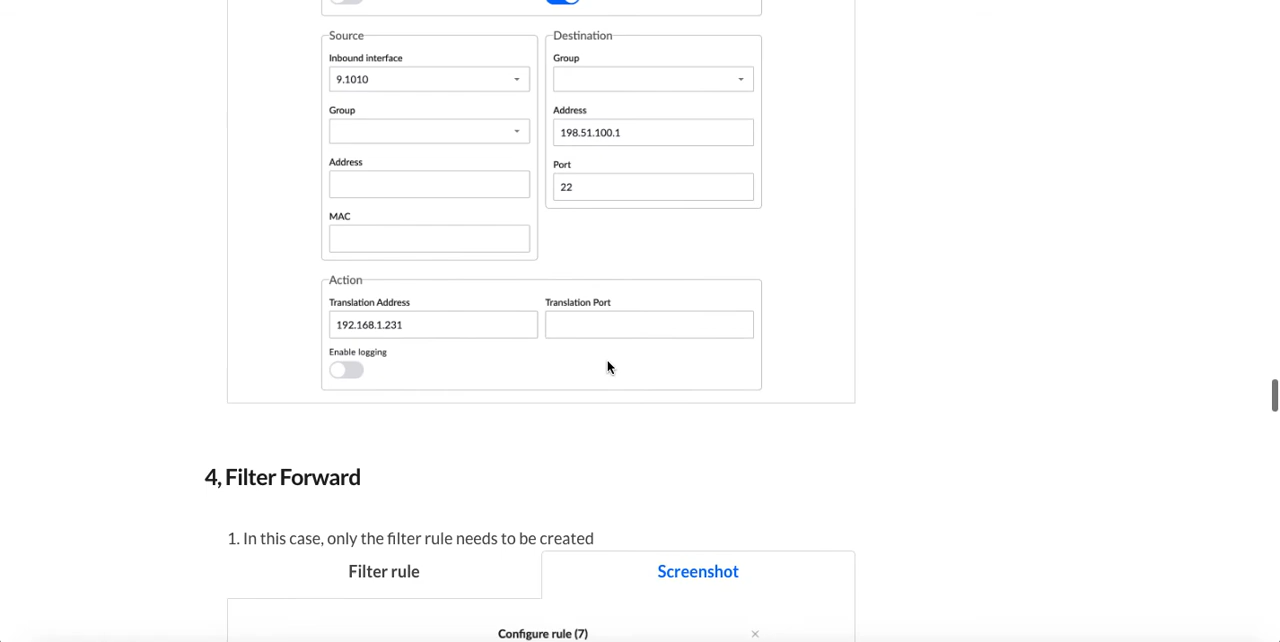 Source
Destination
Inbound interface
Group
9.1010
Group
Address
198.51.100.1
Address
Port
22
MAC
Action
Translation Address
Translation Port
192.168.1.231
Enable logging
4, Filter Forward
1. In this case, only the filter rule needs to be created
Filter rule
Screenshot
Configure rule (7)